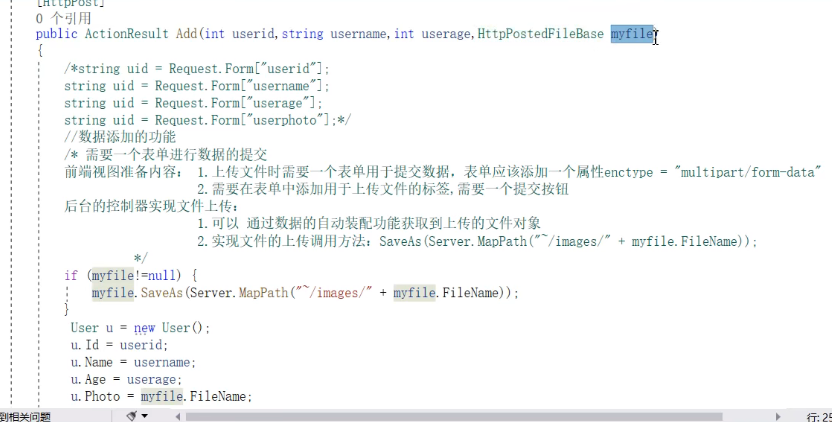 [HttpPost]
0 个引用
public ActionResult Add(int userid,string username,int userage,HttpPostedFileBase myfile)
{
/*string uid = Request.Form["userid"];
string uid = Request.Form["username"];
string uid = Request.Form["userage"];
string uid = Request.Form["userphoto"];*/
//数据添加的功能
/* 需要一个表单进行数据的提交
前端视图准备内容： 1.上传文件时需要一个表单用于提交数据，表单应该添加一个属性enctype = "multipart/form-data"
2.需要在表单中添加用于上传文件的标签,需要一个提交按钮
后台的控制器实现文件上传：
1.可以 通过数据的自动装配功能获取到上传的文件对象
2.实现文件的上传调用方法：SaveAs(Server.MapPath("~/images/" + myfile.FileName));
*/
if (myfile!=null) {
myfile.SaveAs(Server.MapPath("~/images/" + myfile.FileName));
}
User u = new User();
u.Id = userid;
u.Name = username;
u.Age = userage;
u.Photo = myfile.FileName;
到相关问题
行: 25